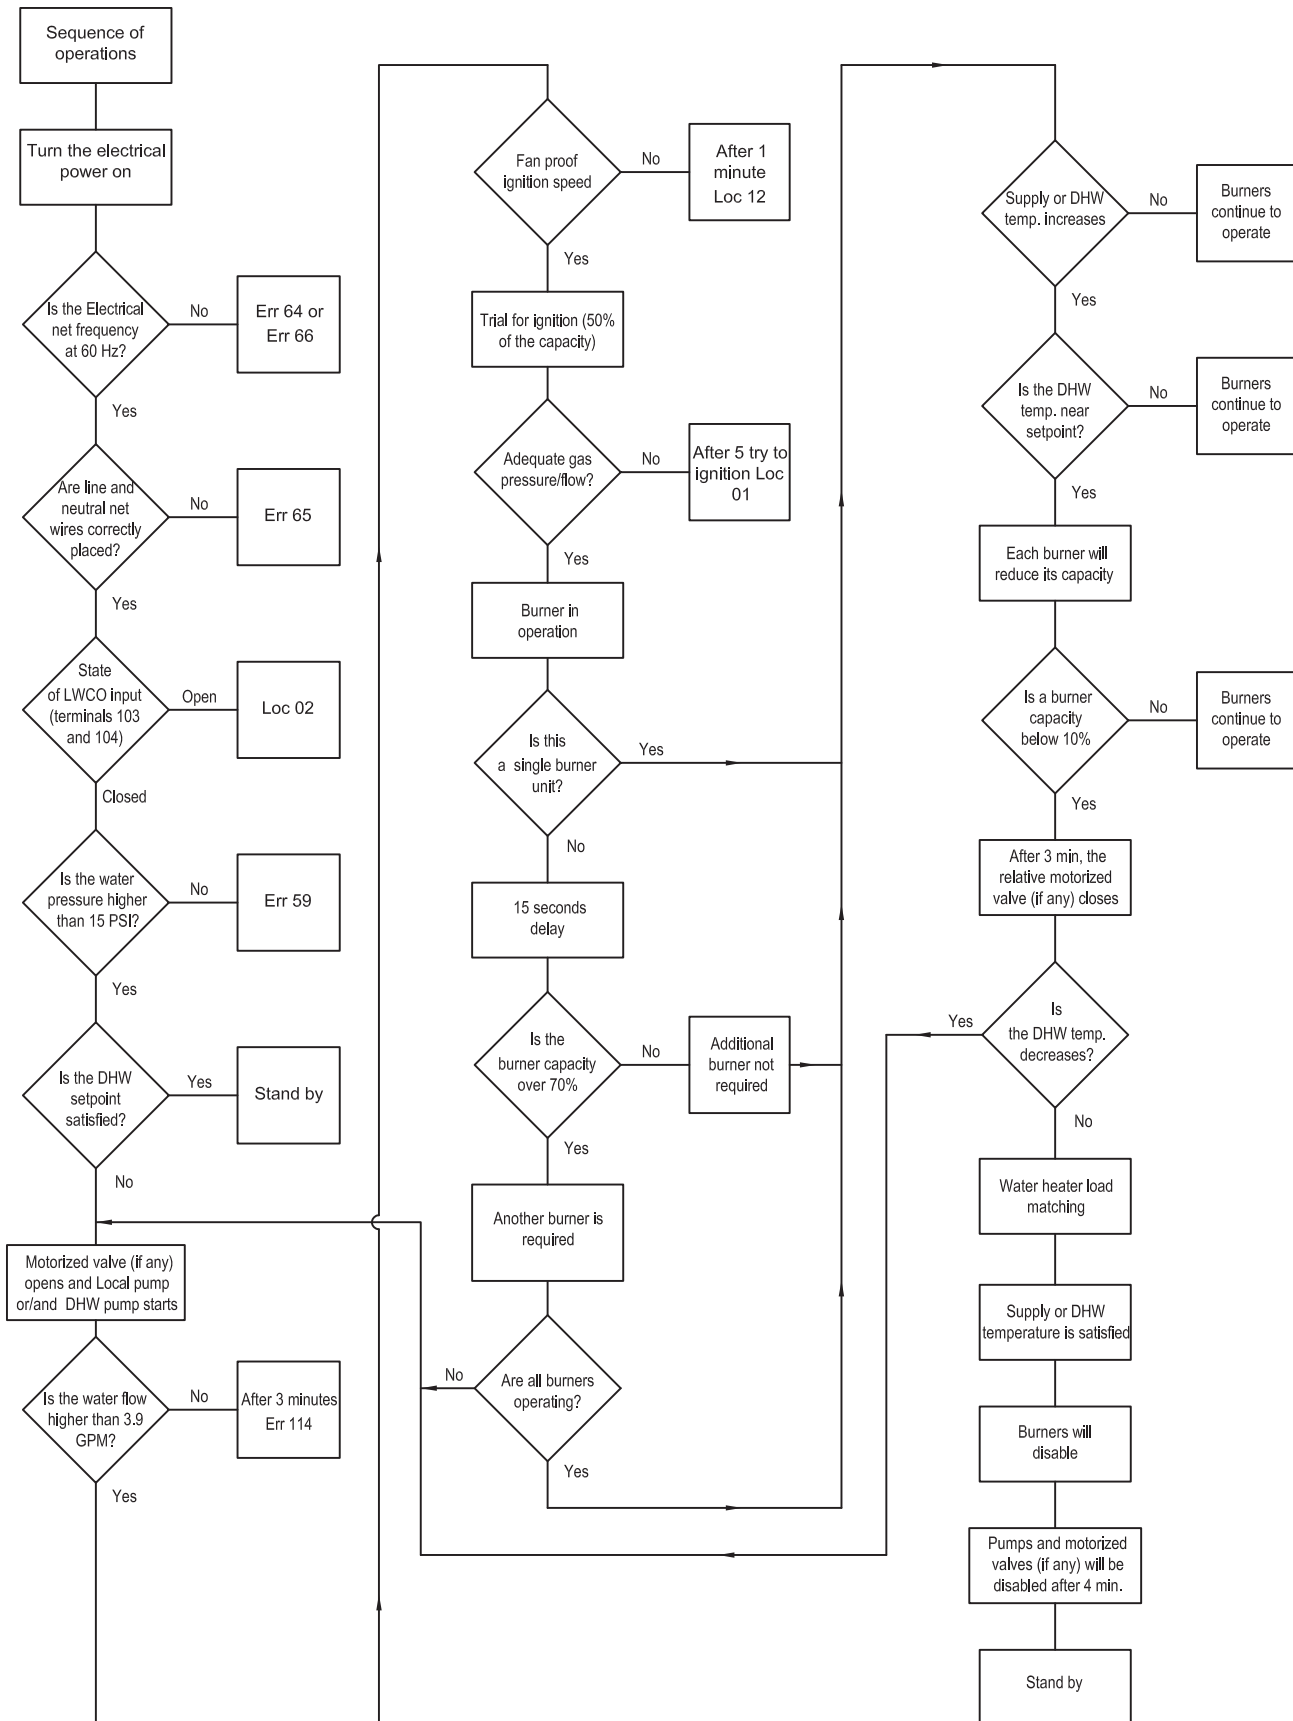 Sequence of
operations
Turn the electrical
power on
Is the Electrical
net frequency
at 60 Hz?
No
Err 64 or
Err 66
Yes
Are line and
neutral net
wires correctly
placed?
No
Err 65
Yes
State
of LWCO input
(terminals 103
and 104)
Open
Loc 02
Closed
Is the water
pressure higher
than 15 PSI?
No
Err 59
Yes
Is the DHW
setpoint
satisfied?
Yes
Stand by
No
Motorized valve (if any)
opens and Local pump
or/and DHW pump starts
Is the water flow
higher than 3.9
GPM?
No
After 3 minutes
Err 114
Yes
Fan proof
ignition speed
No
After 1
minute
Loc 12
Yes
Trial for ignition (50%
of the capacity)
Adequate gas
pressure/flow?
No
After 5 try to
ignition Loc
01
Yes
Burner in
operation
Is this
a single burner
unit?
Yes
No
15 seconds
delay
Is the
burner capacity
over 70%
No
Additional
burner not
required
Yes
Another burner is
required
Are all burners
operating?
No
Yes
Supply or DHW
temp. increases
No
Burners
continue to
operate
Yes
Is the DHW
temp. near
setpoint?
No
Burners
continue to
operate
Yes
Each burner will
reduce its capacity
Is a burner
capacity
below 10%
No
Burners
continue to
operate
Yes
After 3 min, the
relative motorized
valve (if any) closes
Is
the DHW temp.
decreases?
Yes
No
Water heater load
matching
Supply or DHW
temperature is satisfied
Burners will
disable
Pumps and motorized
valves (if any) will be
disabled after 4 min.
Stand by